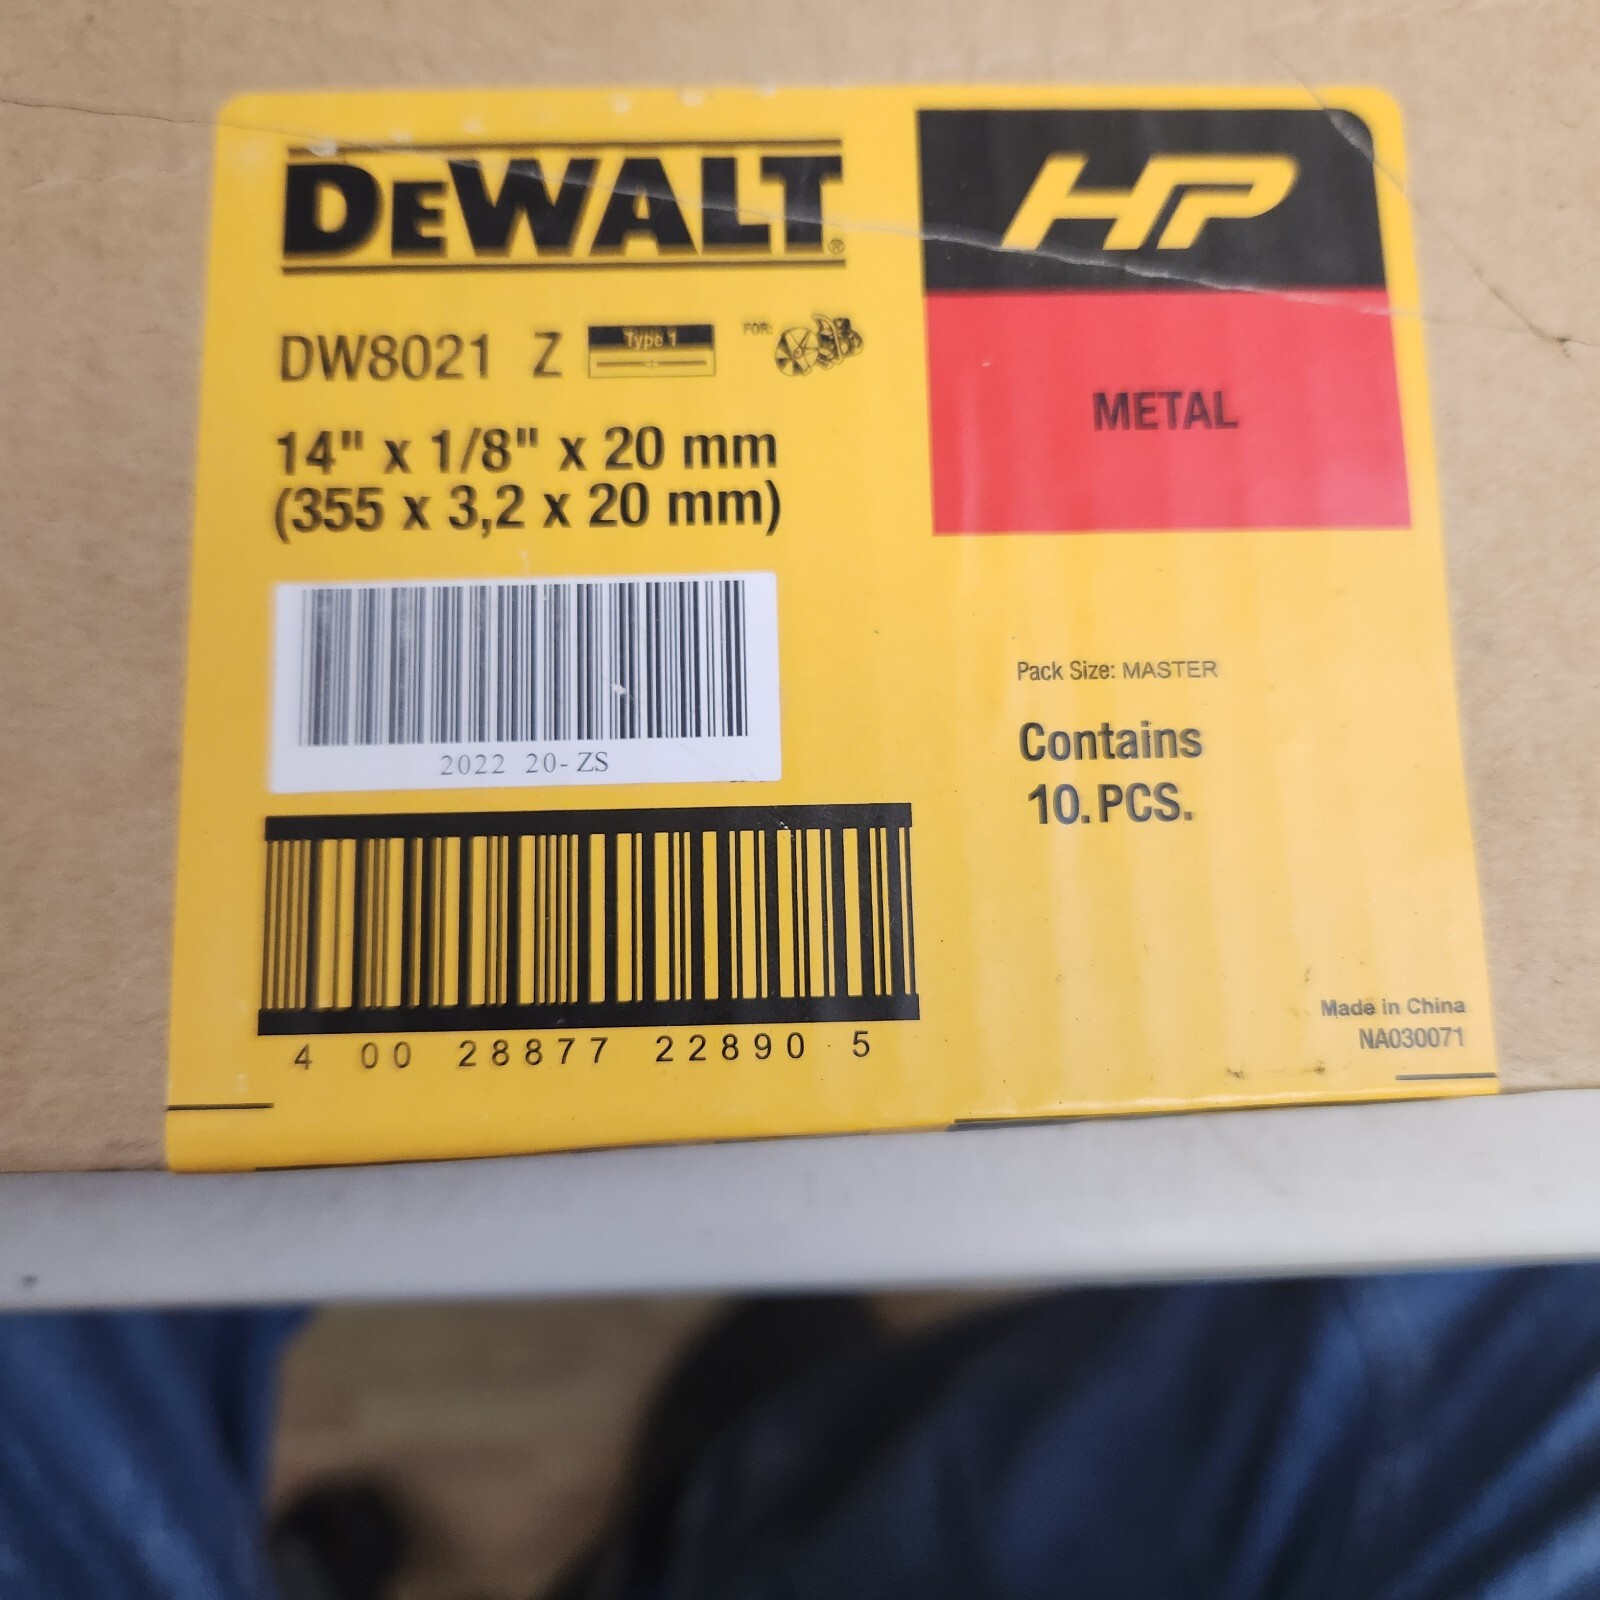 DEWALT®
HP
DW8021 Z
Type 1
FOR:
14" x 1/8" x 20 mm
(355 x 3,2 x 20 mm)
METAL
2022 20-ZS
Pack Size: MASTER
Contains
10.PCS.
4 00 28877 22890 5
Made in China
NA030071